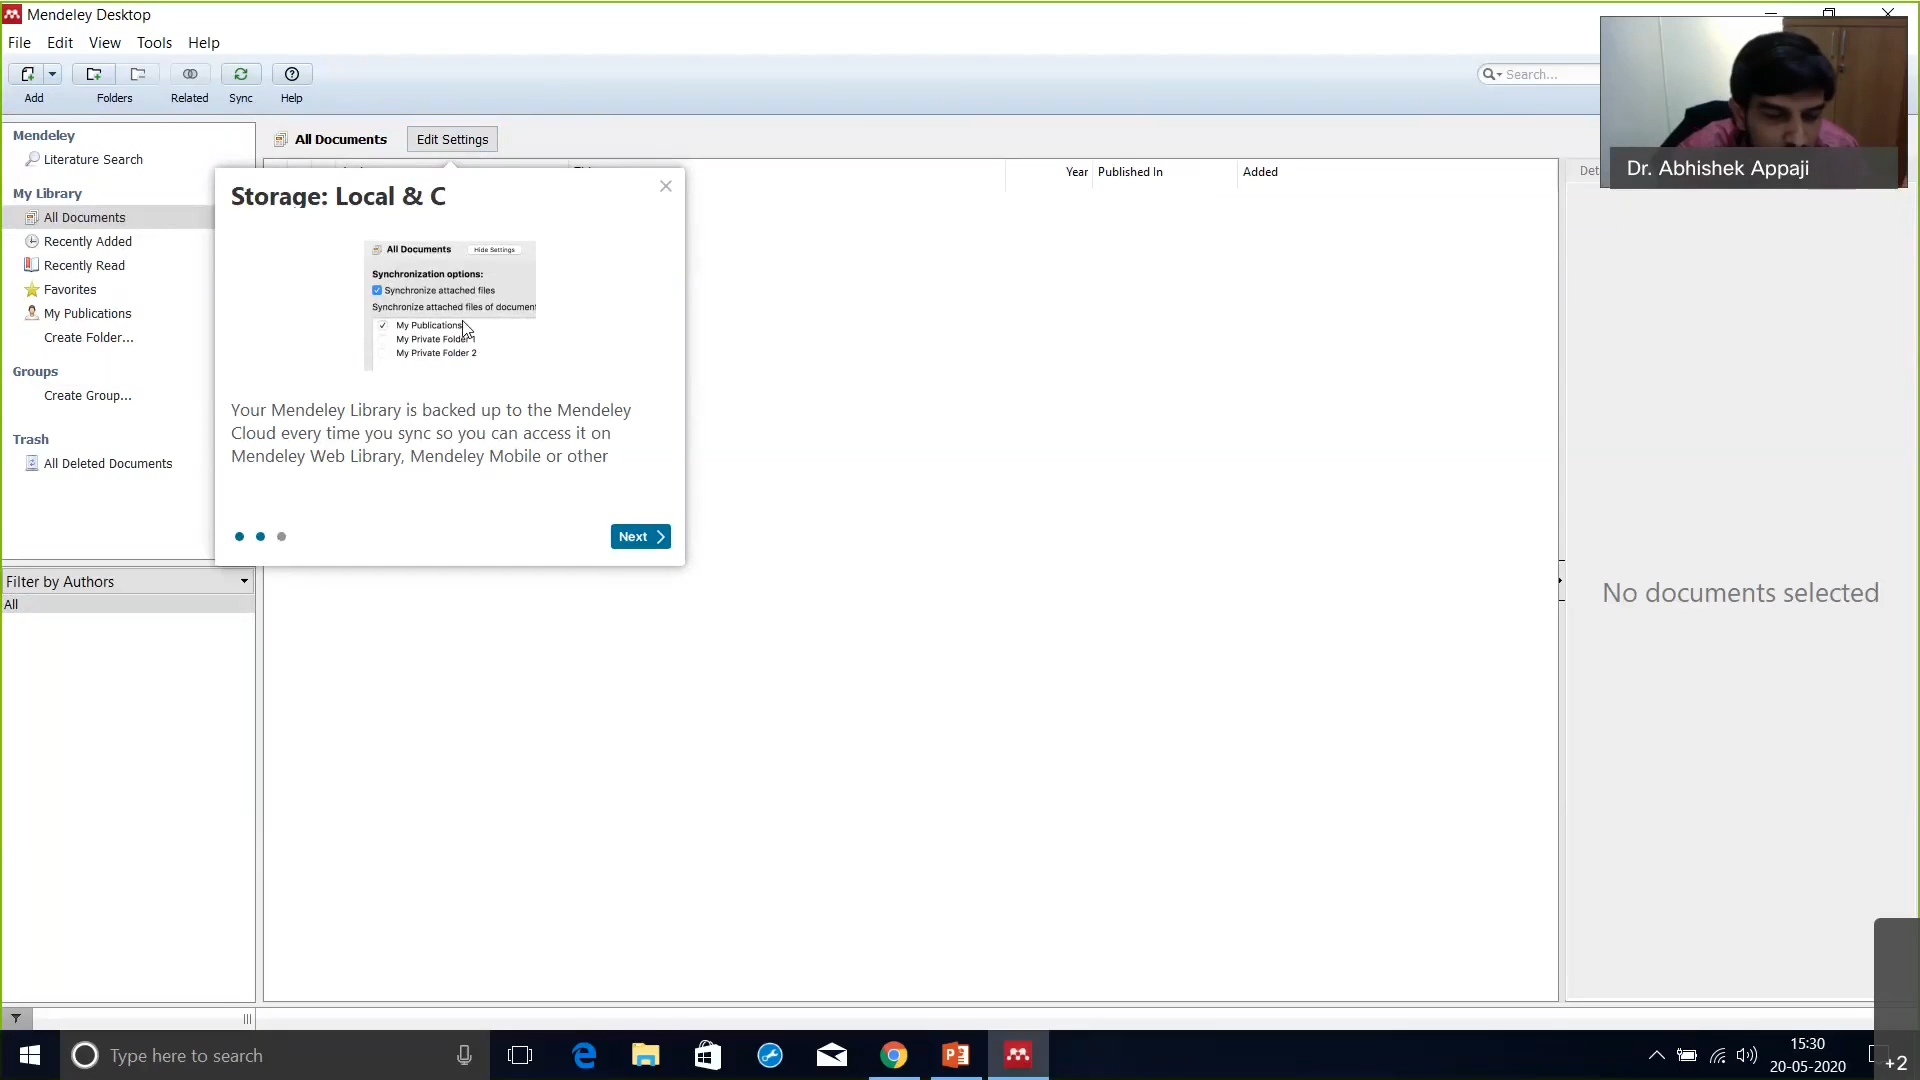 Mendeley Desktop
File Edit View Tools Help
Add Folders Related Sync Help
Search...
Mendeley
Literature Search
My Library
All Documents
Recently Added
Recently Read
Favorites
My Publications
Create Folder...
Groups
Create Group...
Trash
All Deleted Documents
Filter by Authors
All
All Documents Edit Settings
Year Published In Added
Storage: Local & C
All Documents Hide Settings
Synchronization options:
Synchronize attached files
Synchronize attached files of document
My Publications
My Private Folder 1
My Private Folder 2
Your Mendeley Library is backed up to the Mendeley
Cloud every time you sync so you can access it on
Mendeley Web Library, Mendeley Mobile or other
Next
Dr. Abhishek Appaji
No documents selected
Type here to search
15:30
20-05-2020
+2